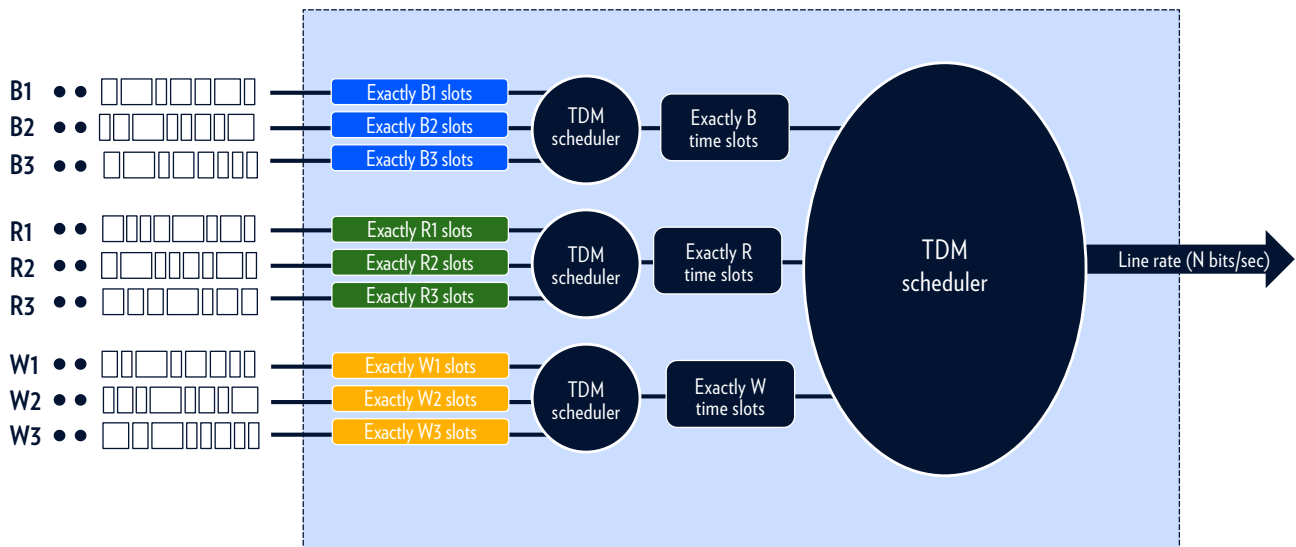 B1
Exactly B1 slots
B2
Exactly B2 slots
B3
Exactly B3 slots
TDM
scheduler
Exactly B
time slots
R1
Exactly R1 slots
R2
Exactly R2 slots
R3
Exactly R3 slots
TDM
scheduler
Exactly R
time slots
W1
Exactly W1 slots
W2
Exactly W2 slots
W3
Exactly W3 slots
TDM
scheduler
Exactly W
time slots
TDM
scheduler
Line rate (N bits/sec)